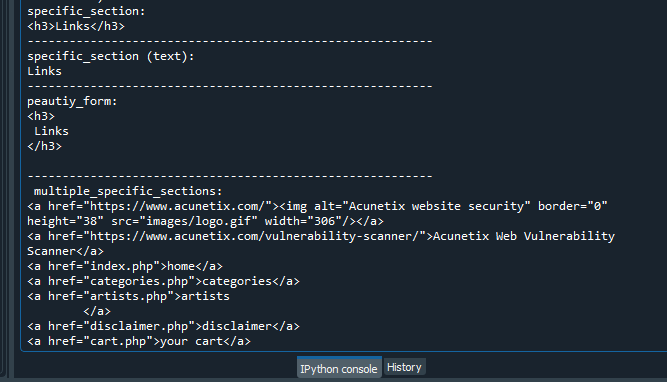 specific_section:
<h3>Links</h3>
------------------------------------------------------
specific_section (text):
Links
------------------------------------------------------
peautiy_form:
<h3>
 Links
</h3>
------------------------------------------------------
 multiple_specific_sections:
<a href="https://www.acunetix.com/"><img alt="Acunetix website security" border="0"
height="38" src="images/logo.gif" width="306"/></a>
<a href="https://www.acunetix.com/vulnerability-scanner/">Acunetix Web Vulnerability
Scanner</a>
<a href="index.php">home</a>
<a href="categories.php">categories</a>
<a href="artists.php">artists
        </a>
<a href="disclaimer.php">disclaimer</a>
<a href="cart.php">your cart</a>
IPython console History